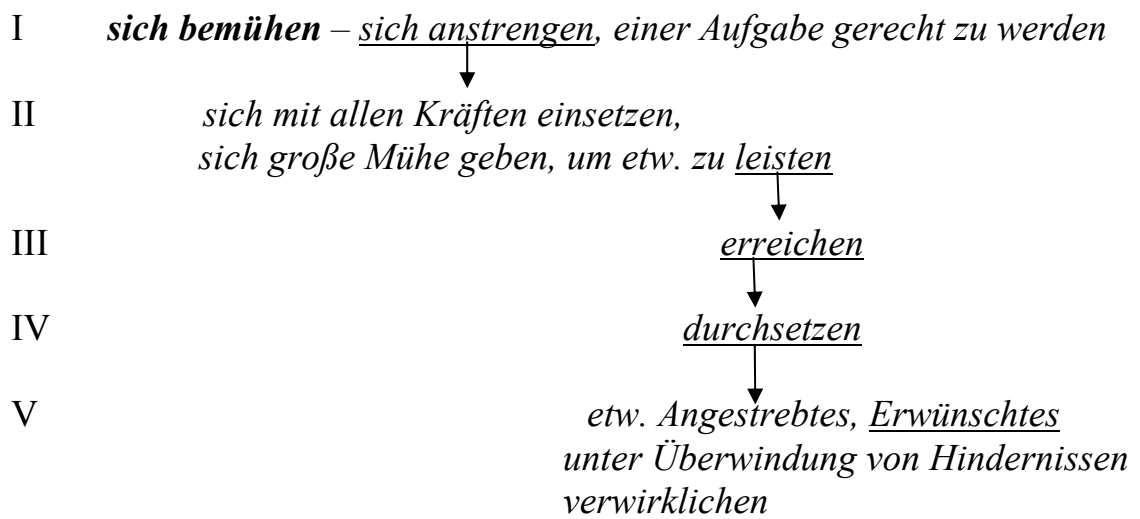 I sich bemühen – sich anstrengen, einer Aufgabe gerecht zu werden
II sich mit allen Kräften einsetzen,
sich große Mühe geben, um etw. zu leisten
III erreichen
IV durchsetzen
V etw. Angestrebtes, Erwünschtes
unter Überwindung von Hindernissen
verwirklichen